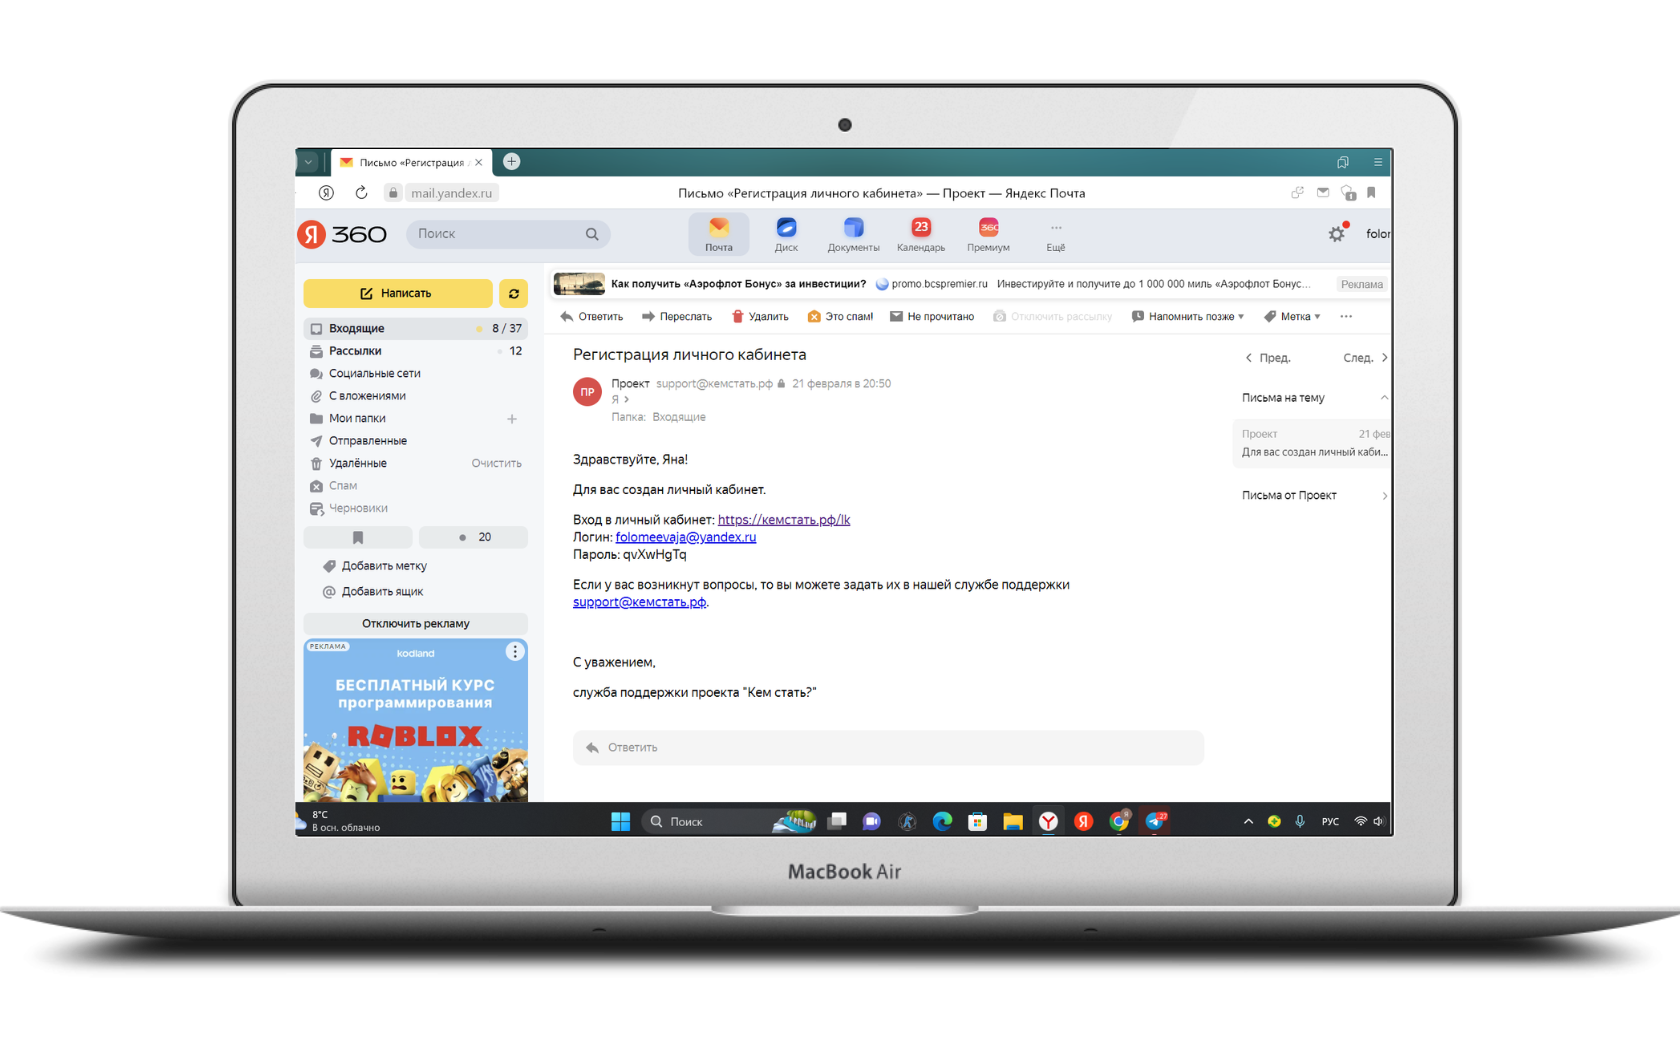 Письмо «Регистрация л
mail.yandex.ru
Письмо «Регистрация личного кабинета» — Проект — Яндекс Почта
1
Я 360
Поиск
Почта
Диск
Документы
23
Календарь
360
Премиум
Ещё
folor
Написать
Как получить «Аэрофлот Бонус» за инвестиции?
promo.bcspremier.ru
Инвестируйте и получите до 1 000 000 миль «Аэрофлот Бонус...
Реклама
Ответить
Переслать
Удалить
Это спам!
Не прочитано
Отключить рассылку
Напомнить позже
Метка
Входящие 8 / 37
Рассылки 12
Социальные сети
С вложениями
Мои папки
Отправленные
Удалённые Очистить
Спам
Черновики
20
Добавить метку
Добавить ящик
Отключить рекламу
РЕКЛАМА
kodland
БЕСПЛАТНЫЙ КУРС
программирования
ROBLOX
Регистрация личного кабинета
ПР
Проект support@кемстать.рф 21 февраля в 20:50
Я
Папка: Входящие
Здравствуйте, Яна!
Для вас создан личный кабинет.
Вход в личный кабинет: https://кемстать.рф/lk
Логин: folomeevaja@yandex.ru
Пароль: qvXwHgTq
Если у вас возникнут вопросы, то вы можете задать их в нашей службе поддержки
support@кемстать.рф.
С уважением,
служба поддержки проекта "Кем стать?"
Ответить
Пред.
След.
Письма на тему
Проект 21 фев
Для вас создан личный каби...
Письма от Проект
8°C
В осн. облачно
Поиск
Я
27
РУС
MacBook Air